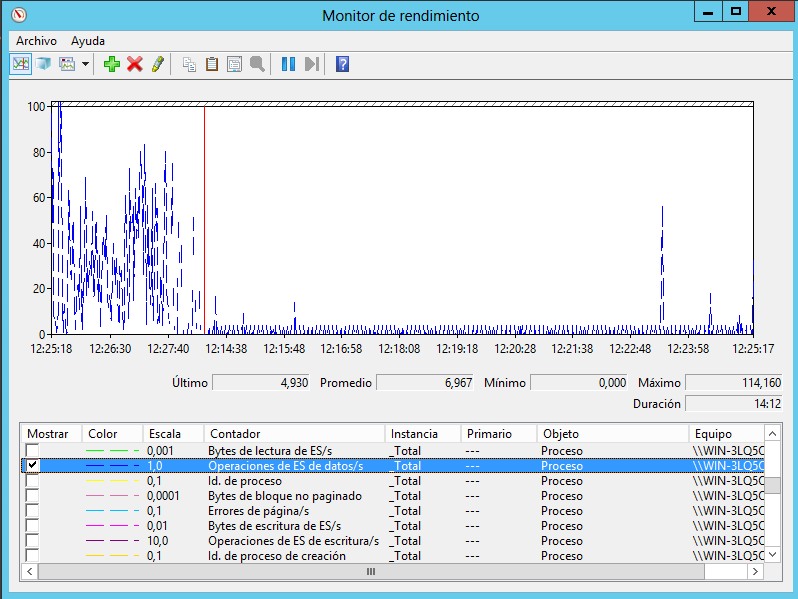 Monitor de rendimiento
Archivo Ayuda
100
80
60
40
20
0
12:25:18 12:26:30 12:27:40 12:14:38 12:15:48 12:16:58 12:18:08 12:19:18 12:20:28 12:21:38 12:22:48 12:23:58 12:25:17
Último 4,930 Promedio 6,967 Mínimo 0,000 Máximo 114,160
Duración 14:12
Mostrar Color Escala Contador Instancia Primario Objeto Equipo
0,001 Bytes de lectura de ES/s _Total --- Proceso \\WIN-3LQ5C
1,0 Operaciones de ES de datos/s _Total --- Proceso \\WIN-3LQ5C
0,1 Id. de proceso _Total --- Proceso \\WIN-3LQ5C
0,0001 Bytes de bloque no paginado _Total --- Proceso \\WIN-3LQ5C
0,1 Errores de página/s _Total --- Proceso \\WIN-3LQ5C
0,01 Bytes de escritura de ES/s _Total --- Proceso \\WIN-3LQ5C
10,0 Operaciones de ES de escritura/s _Total --- Proceso \\WIN-3LQ5C
0,1 Id. de proceso de creación _Total --- Proceso \\WIN-3LQ5C